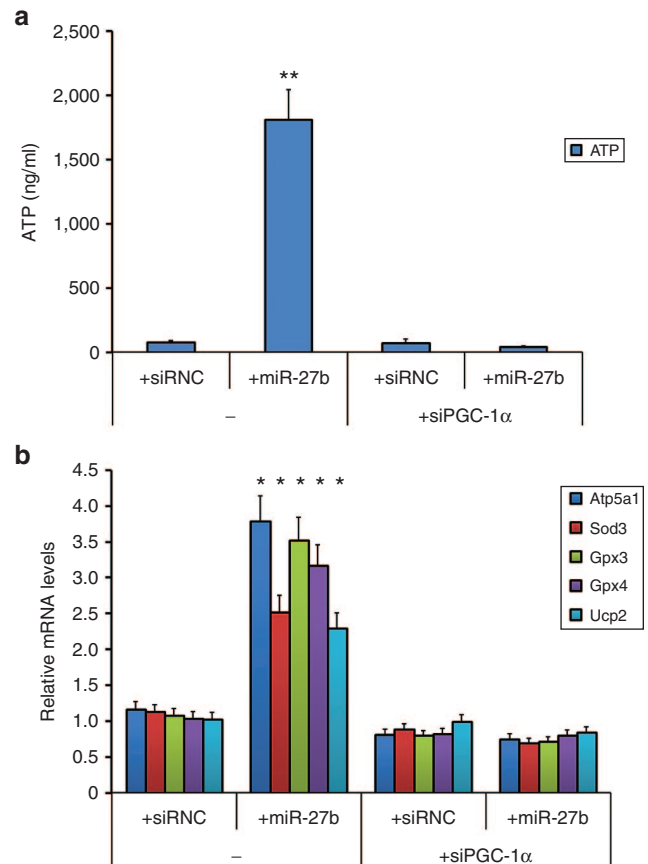 a
2,500
2,000
1,500
1,000
500
0
ATP (ng/ml)
**
ATP
+siRNC +miR-27b +siRNC +miR-27b
– +siPGC-1α
b
4.5
4.0
3.5
3.0
2.5
2.0
1.5
1.0
0.5
0
Relative mRNA levels
* * * * *
Atp5a1
Sod3
Gpx3
Gpx4
Ucp2
+siRNC +miR-27b +siRNC +miR-27b
– +siPGC-1α